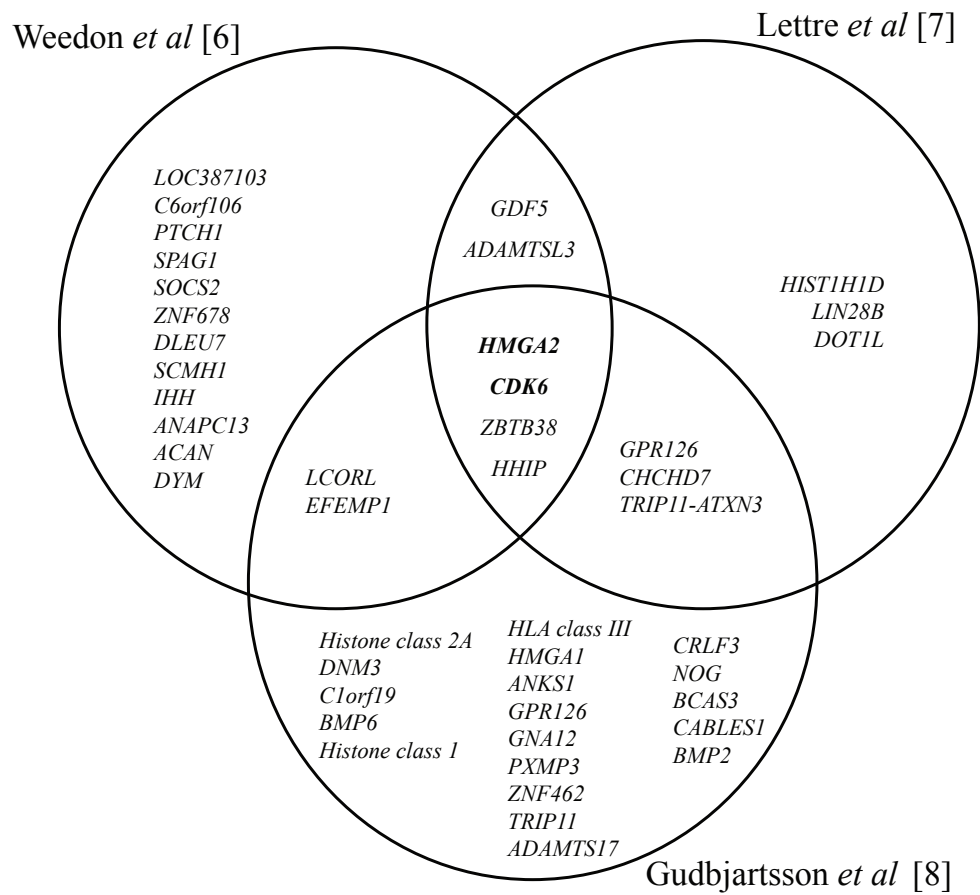 Weedon et al [6]
Lettre et al [7]
LOC387103
C6orf106
PTCH1
SPAG1
SOCS2
ZNF678
DLEU7
SCMH1
IHH
ANAPC13
ACAN
DYM
GDF5
ADAMTSL3
HIST1H1D
LIN28B
DOT1L
HMGA2
CDK6
ZBTB38
HHIP
LCORL
EFEMP1
GPR126
CHCHD7
TRIP11-ATXN3
Histone class 2A
DNM3
C1orf19
BMP6
Histone class 1
HLA class III
HMGA1
ANKS1
GPR126
GNA12
PXMP3
ZNF462
TRIP11
ADAMTS17
CRLF3
NOG
BCAS3
CABLES1
BMP2
Gudbjartsson et al [8]